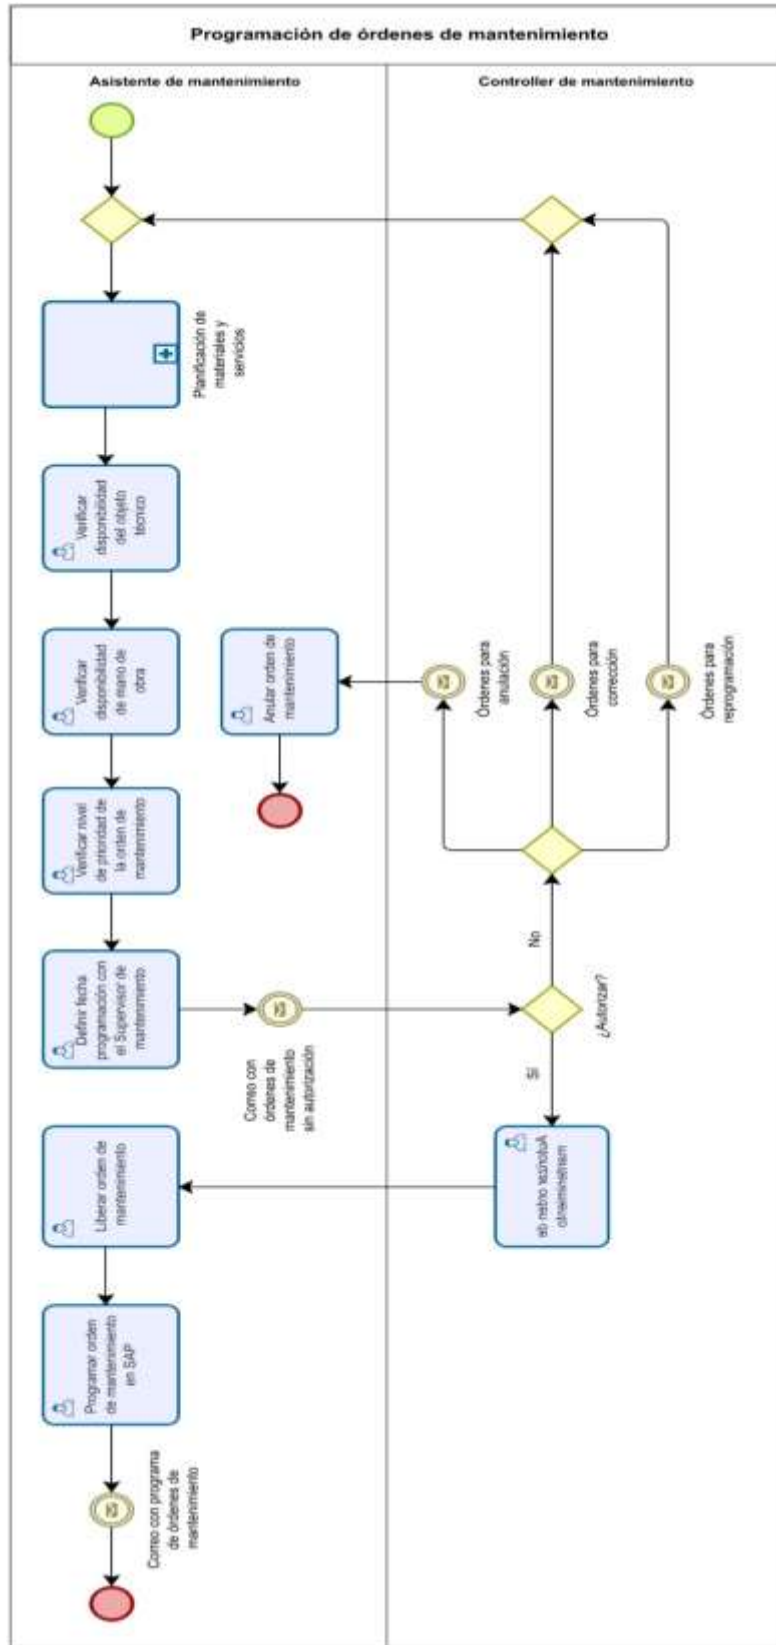 Programación de órdenes de mantenimiento
Asistente de mantenimiento
Controller de mantenimiento
Planificación de
materiales y
servicios
Verificar
disponibilidad
del objeto
técnico
Verificar
disponibilidad
de mano de
obra
Anular orden de
mantenimiento
Órdenes para
anulación
Órdenes para
corrección
Órdenes para
reprogramación
Verificar nivel
de prioridad de
la orden de
mantenimiento
Definir fecha
programación con
el Supervisor de
mantenimiento
Correo con
órdenes de
mantenimiento
sin autorización
No
¿Autorizar?
Sí
Autorizar orden de
mantenimiento
Liberar orden de
mantenimiento
Programar orden
de mantenimiento
en SAP
Correo con programa
de órdenes de
mantenimiento